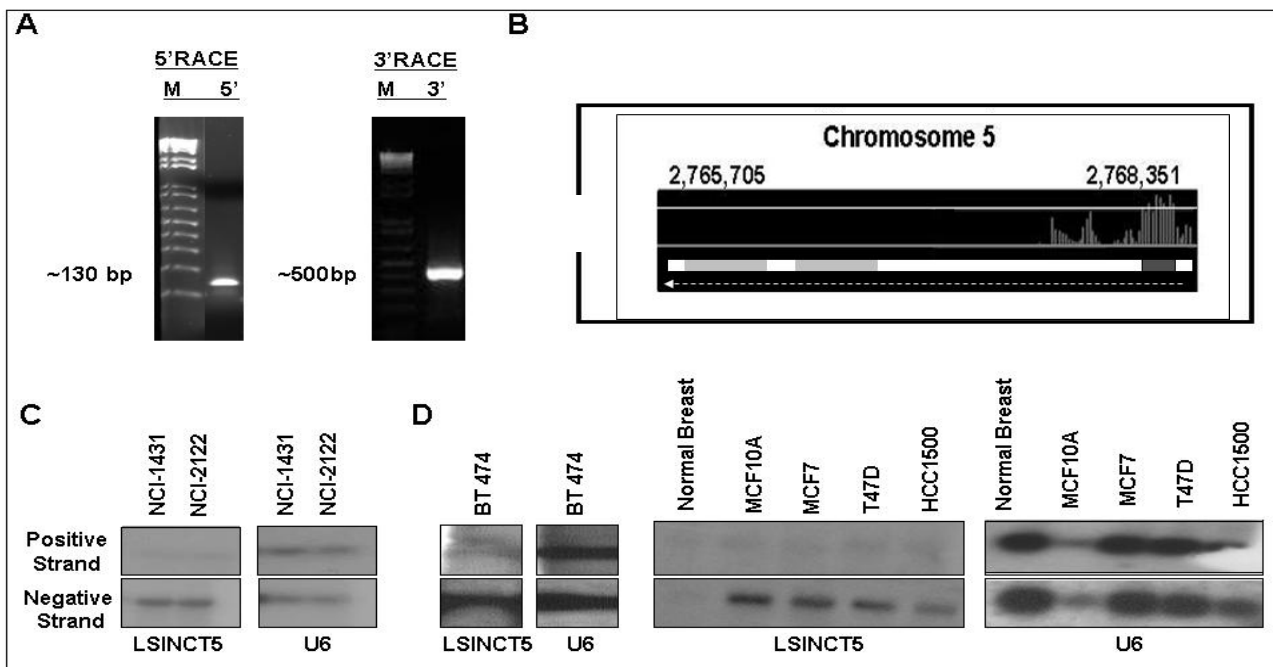 A
5'RACE
M 5'
~130 bp
3'RACE
M 3'
~500bp
B
Chromosome 5
2,765,705 2,768,351
C
NCI-1431
NCI-2122
NCI-1431
NCI-2122
Positive
Strand
Negative
Strand
LSINCT5 U6
D
BT 474
BT 474
Normal Breast
MCF10A
MCF7
T47D
HCC1500
Normal Breast
MCF10A
MCF7
T47D
HCC1500
LSINCT5 U6 LSINCT5 U6